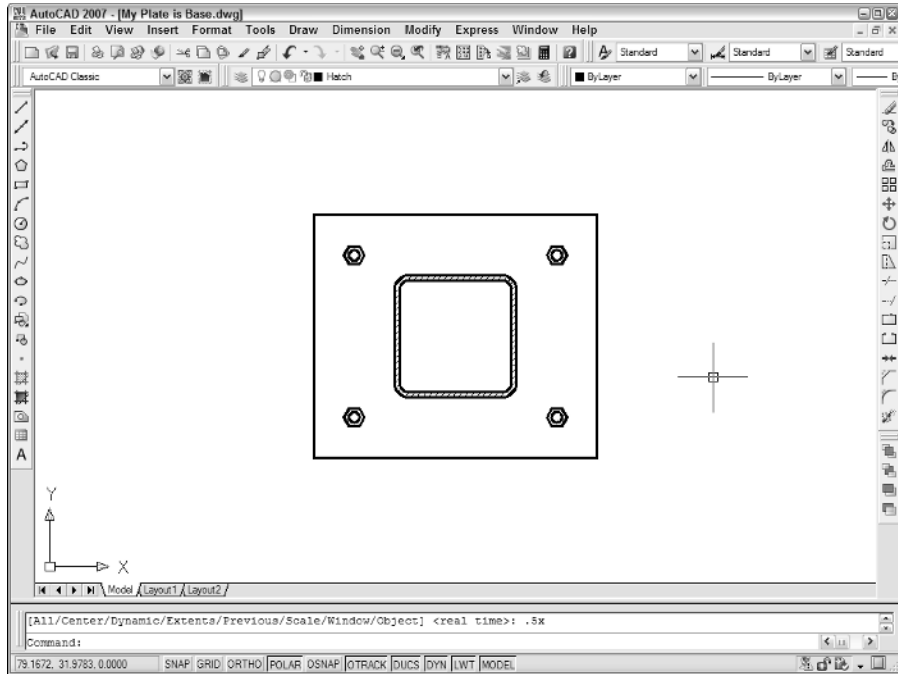 AutoCAD 2007 - [My Plate is Base.dwg]
File Edit View Insert Format Tools Draw Dimension Modify Express Window Help
Standard Standard Standard
AutoCAD Classic Hatch ByLayer ByLayer
Y
X
Model Layout1 Layout2
[All/Center/Dynamic/Extents/Previous/Scale/Window/Object] <real time>: .5x
Command:
79.1672, 31.9783, 0.0000 SNAP GRID ORTHO POLAR OSNAP OTRACK DUCS DYN LWT MODEL